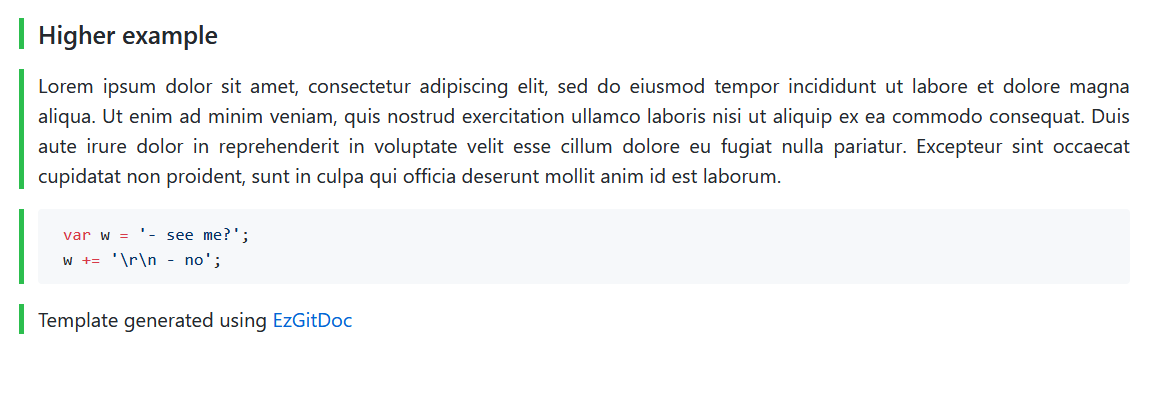 Higher example
Lorem ipsum dolor sit amet, consectetur adipiscing elit, sed do eiusmod tempor incididunt ut labore et dolore magna
aliqua. Ut enim ad minim veniam, quis nostrud exercitation ullamco laboris nisi ut aliquip ex ea commodo consequat. Duis
aute irure dolor in reprehenderit in voluptate velit esse cillum dolore eu fugiat nulla pariatur. Excepteur sint occaecat
cupidatat non proident, sunt in culpa qui officia deserunt mollit anim id est laborum.
var w = '- see me?';
w += '\r\n - no';
Template generated using EzGitDoc